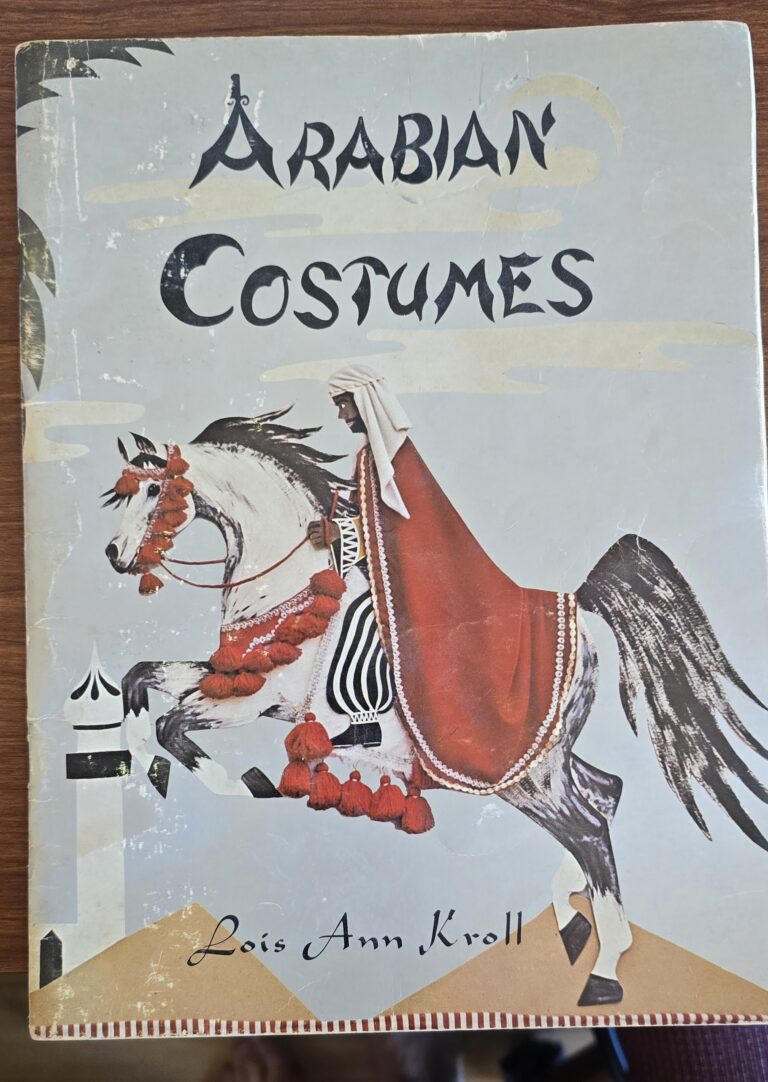 ARABIAN
COSTUMES
Lois Ann Kroll